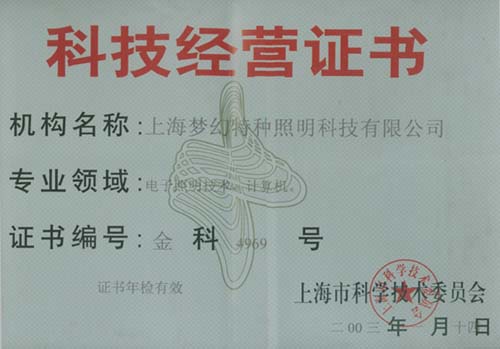 科技经营证书
机构名称:上海梦幻特种照明科技有限公司
专业领域:电子照明技术、计算机。
证书编号:金 科 4969 号
证书年检有效
上海市科学技术委员会
二00三年一月十四日